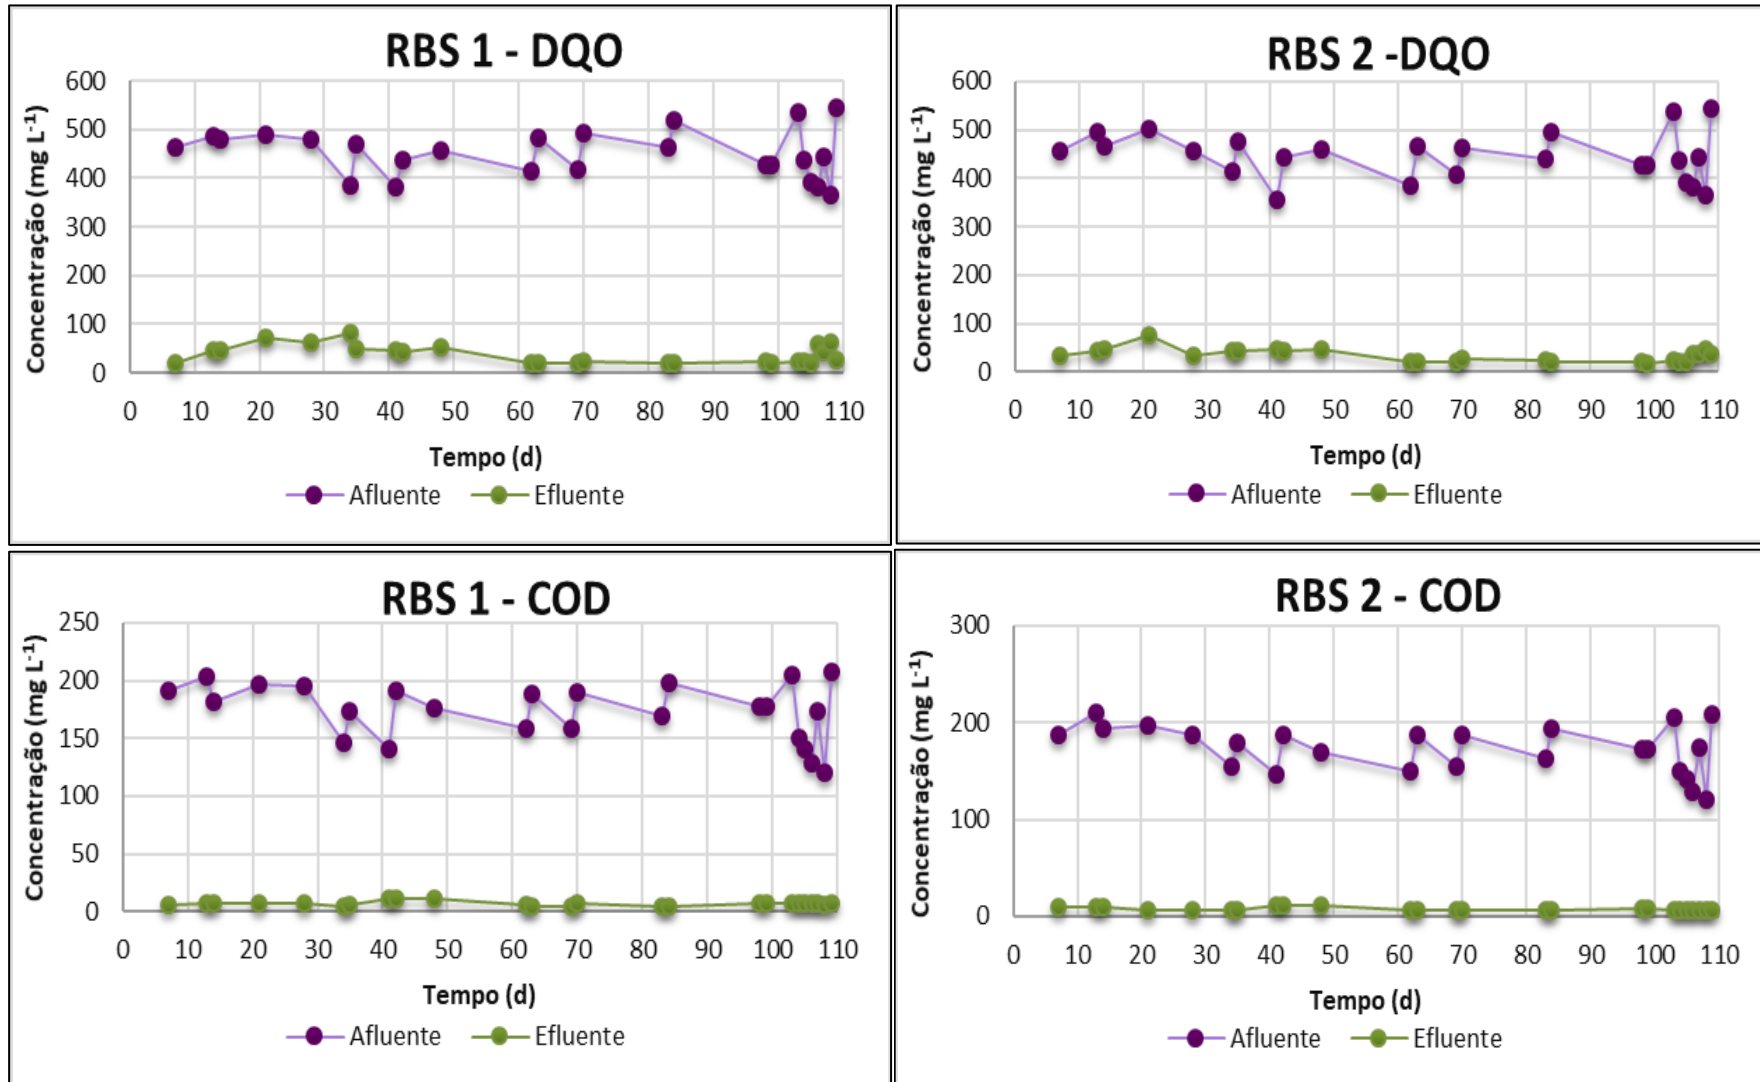 RBS 1 - DQO
Concentração (mg L⁻¹)
600
500
400
300
200
100
0
0 10 20 30 40 50 60 70 80 90 100 110
Tempo (d)
Afluente Efluente
RBS 2 -DQO
Concentração (mg L⁻¹)
600
500
400
300
200
100
0
0 10 20 30 40 50 60 70 80 90 100 110
Tempo (d)
Afluente Efluente
RBS 1 - COD
Concentração (mg L⁻¹)
250
200
150
100
50
0
0 10 20 30 40 50 60 70 80 90 100 110
Tempo (d)
Afluente Efluente
RBS 2 - COD
Concentração (mg L⁻¹)
300
200
100
0
0 10 20 30 40 50 60 70 80 90 100 110
Tempo (d)
Afluente Efluente